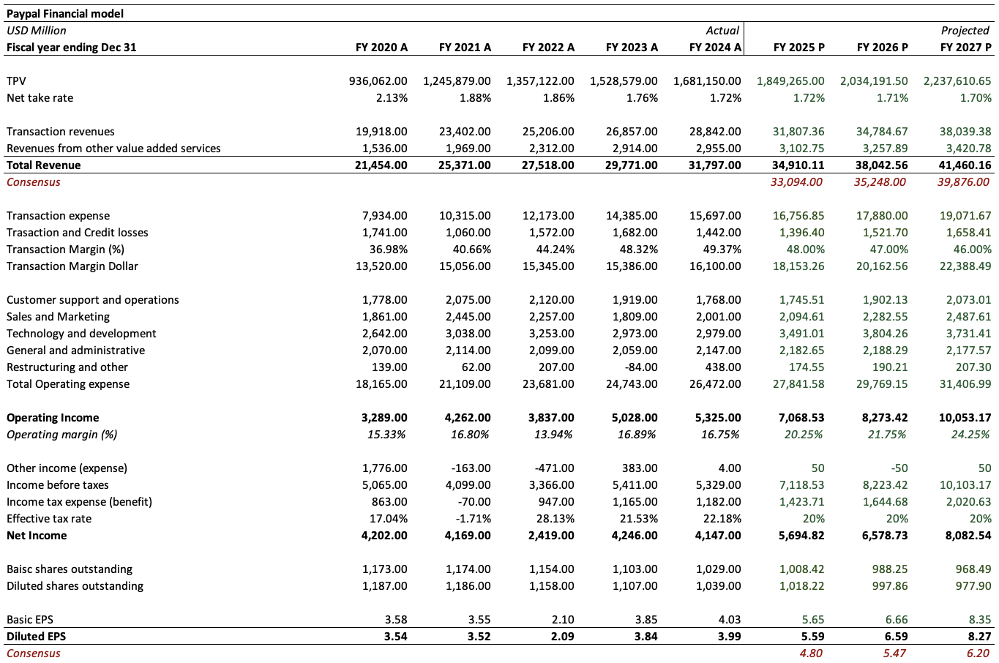 Paypal Financial model
USD Million Actual Projected
Fiscal year ending Dec 31 FY 2020 A FY 2021 A FY 2022 A FY 2023 A FY 2024 A FY 2025 P FY 2026 P FY 2027 P
TPV 936,062.00 1,245,879.00 1,357,122.00 1,528,579.00 1,681,150.00 1,849,265.00 2,034,191.50 2,237,610.65
Net take rate 2.13% 1.88% 1.86% 1.76% 1.72% 1.72% 1.71% 1.70%
Transaction revenues 19,918.00 23,402.00 25,206.00 26,857.00 28,842.00 31,807.36 34,784.67 38,039.38
Revenues from other value added services 1,536.00 1,969.00 2,312.00 2,914.00 2,955.00 3,102.75 3,257.89 3,420.78
Total Revenue 21,454.00 25,371.00 27,518.00 29,771.00 31,797.00 34,910.11 38,042.56 41,460.16
Consensus 33,094.00 35,248.00 39,876.00
Transaction expense 7,934.00 10,315.00 12,173.00 14,385.00 15,697.00 16,756.85 17,880.00 19,071.67
Trasaction and Credit losses 1,741.00 1,060.00 1,572.00 1,682.00 1,442.00 1,396.40 1,521.70 1,658.41
Transaction Margin (%) 36.98% 40.66% 44.24% 48.32% 49.37% 48.00% 47.00% 46.00%
Transaction Margin Dollar 13,520.00 15,056.00 15,345.00 15,386.00 16,100.00 18,153.26 20,162.56 22,388.49
Customer support and operations 1,778.00 2,075.00 2,120.00 1,919.00 1,768.00 1,745.51 1,902.13 2,073.01
Sales and Marketing 1,861.00 2,445.00 2,257.00 1,809.00 2,001.00 2,094.61 2,282.55 2,487.61
Technology and development 2,642.00 3,038.00 3,253.00 2,973.00 2,979.00 3,491.01 3,804.26 3,731.41
General and administrative 2,070.00 2,114.00 2,099.00 2,059.00 2,147.00 2,182.65 2,188.29 2,177.57
Restructuring and other 139.00 62.00 207.00 -84.00 438.00 174.55 190.21 207.30
Total Operating expense 18,165.00 21,109.00 23,681.00 24,743.00 26,472.00 27,841.58 29,769.15 31,406.99
Operating Income 3,289.00 4,262.00 3,837.00 5,028.00 5,325.00 7,068.53 8,273.42 10,053.17
Operating margin (%) 15.33% 16.80% 13.94% 16.89% 16.75% 20.25% 21.75% 24.25%
Other income (expense) 1,776.00 -163.00 -471.00 383.00 4.00 50 -50 50
Income before taxes 5,065.00 4,099.00 3,366.00 5,411.00 5,329.00 7,118.53 8,223.42 10,103.17
Income tax expense (benefit) 863.00 -70.00 947.00 1,165.00 1,182.00 1,423.71 1,644.68 2,020.63
Effective tax rate 17.04% -1.71% 28.13% 21.53% 22.18% 20% 20% 20%
Net Income 4,202.00 4,169.00 2,419.00 4,246.00 4,147.00 5,694.82 6,578.73 8,082.54
Baisc shares outstanding 1,173.00 1,174.00 1,154.00 1,103.00 1,029.00 1,008.42 988.25 968.49
Diluted shares outstanding 1,187.00 1,186.00 1,158.00 1,107.00 1,039.00 1,018.22 997.86 977.90
Basic EPS 3.58 3.55 2.10 3.85 4.03 5.65 6.66 8.35
Diluted EPS 3.54 3.52 2.09 3.84 3.99 5.59 6.59 8.27
Consensus 4.80 5.47 6.20